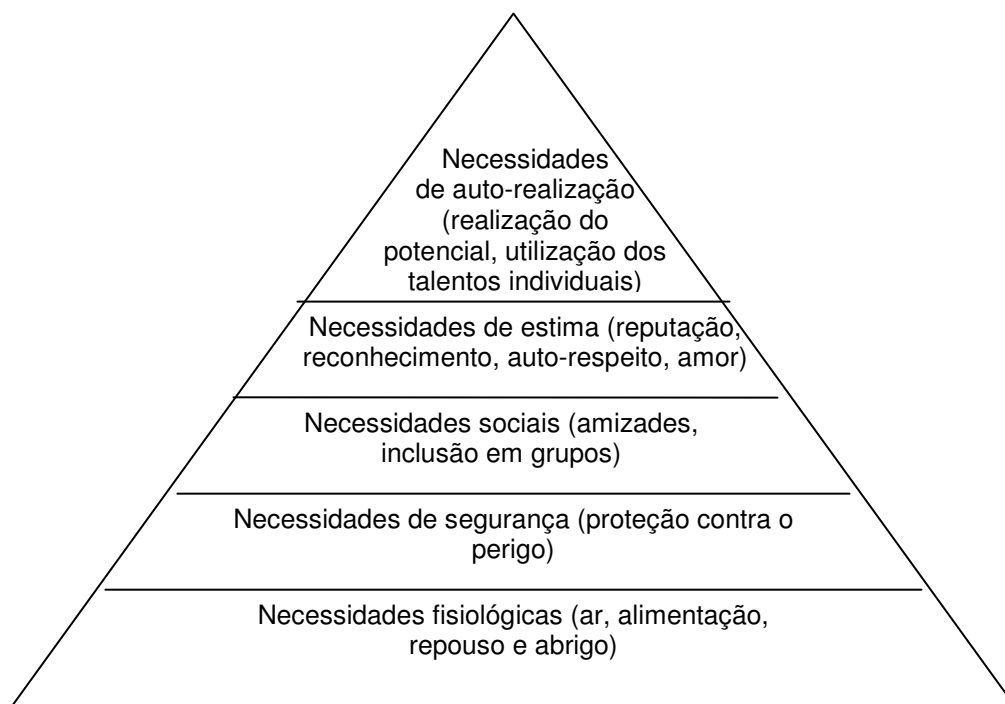 Necessidades
de auto-realização
(realização do
potencial, utilização dos
talentos individuais)
Necessidades de estima (reputação,
reconhecimento, auto-respeito, amor)
Necessidades sociais (amizades,
inclusão em grupos)
Necessidades de segurança (proteção contra o
perigo)
Necessidades fisiológicas (ar, alimentação,
repouso e abrigo)